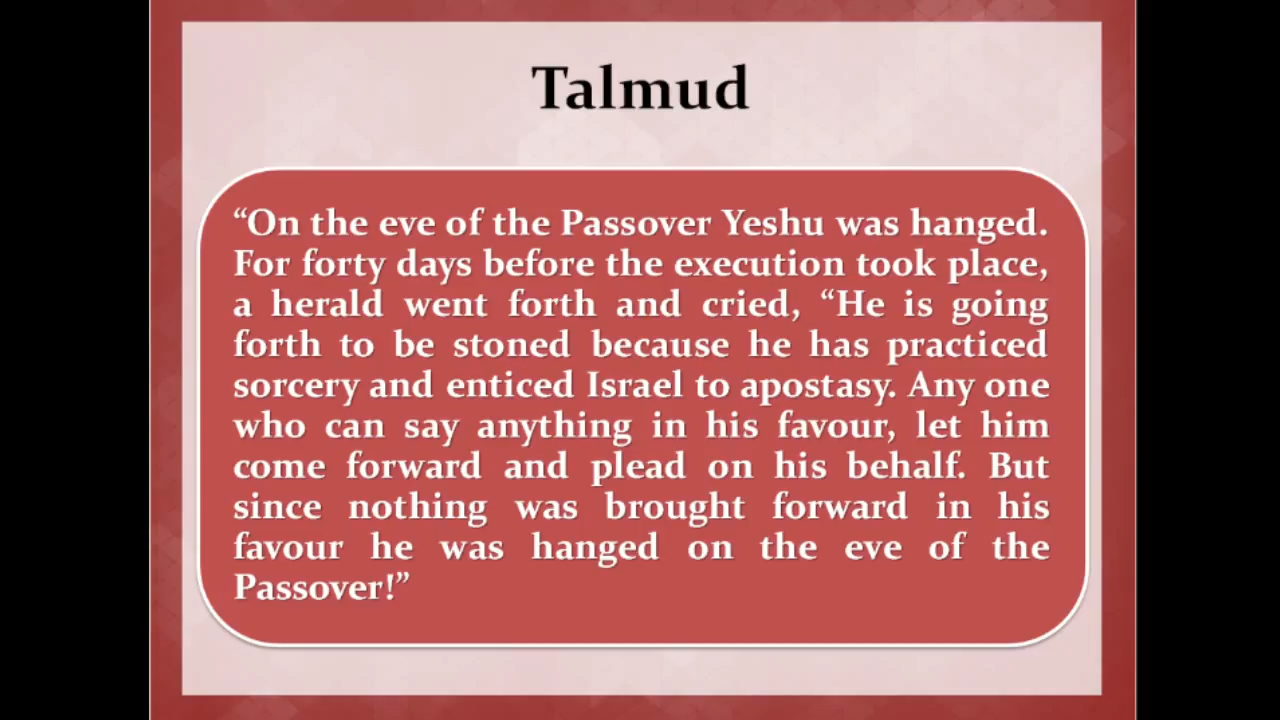 Talmud
“On the eve of the Passover Yeshu was hanged.
For forty days before the execution took place,
a herald went forth and cried, “He is going
forth to be stoned because he has practiced
sorcery and enticed Israel to apostasy. Any one
who can say anything in his favour, let him
come forward and plead on his behalf. But
since nothing was brought forward in his
favour he was hanged on the eve of the
Passover!”